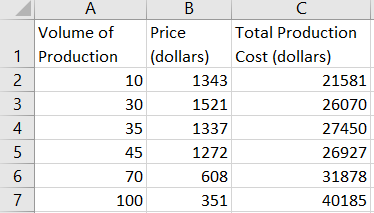 A B C
1 Volume of Production Price (dollars) Total Production Cost (dollars)
2 10 1343 21581
3 30 1521 26070
4 35 1337 27450
5 45 1272 26927
6 70 608 31878
7 100 351 40185